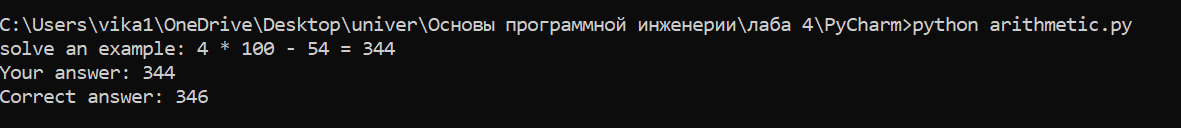 C:\Users\vika1\OneDrive\Desktop\univer\Основы программной инженерии\лаба 4\PyCharm>python arithmetic.py
solve an example: 4 * 100 - 54 = 344
Your answer: 344
Correct answer: 346